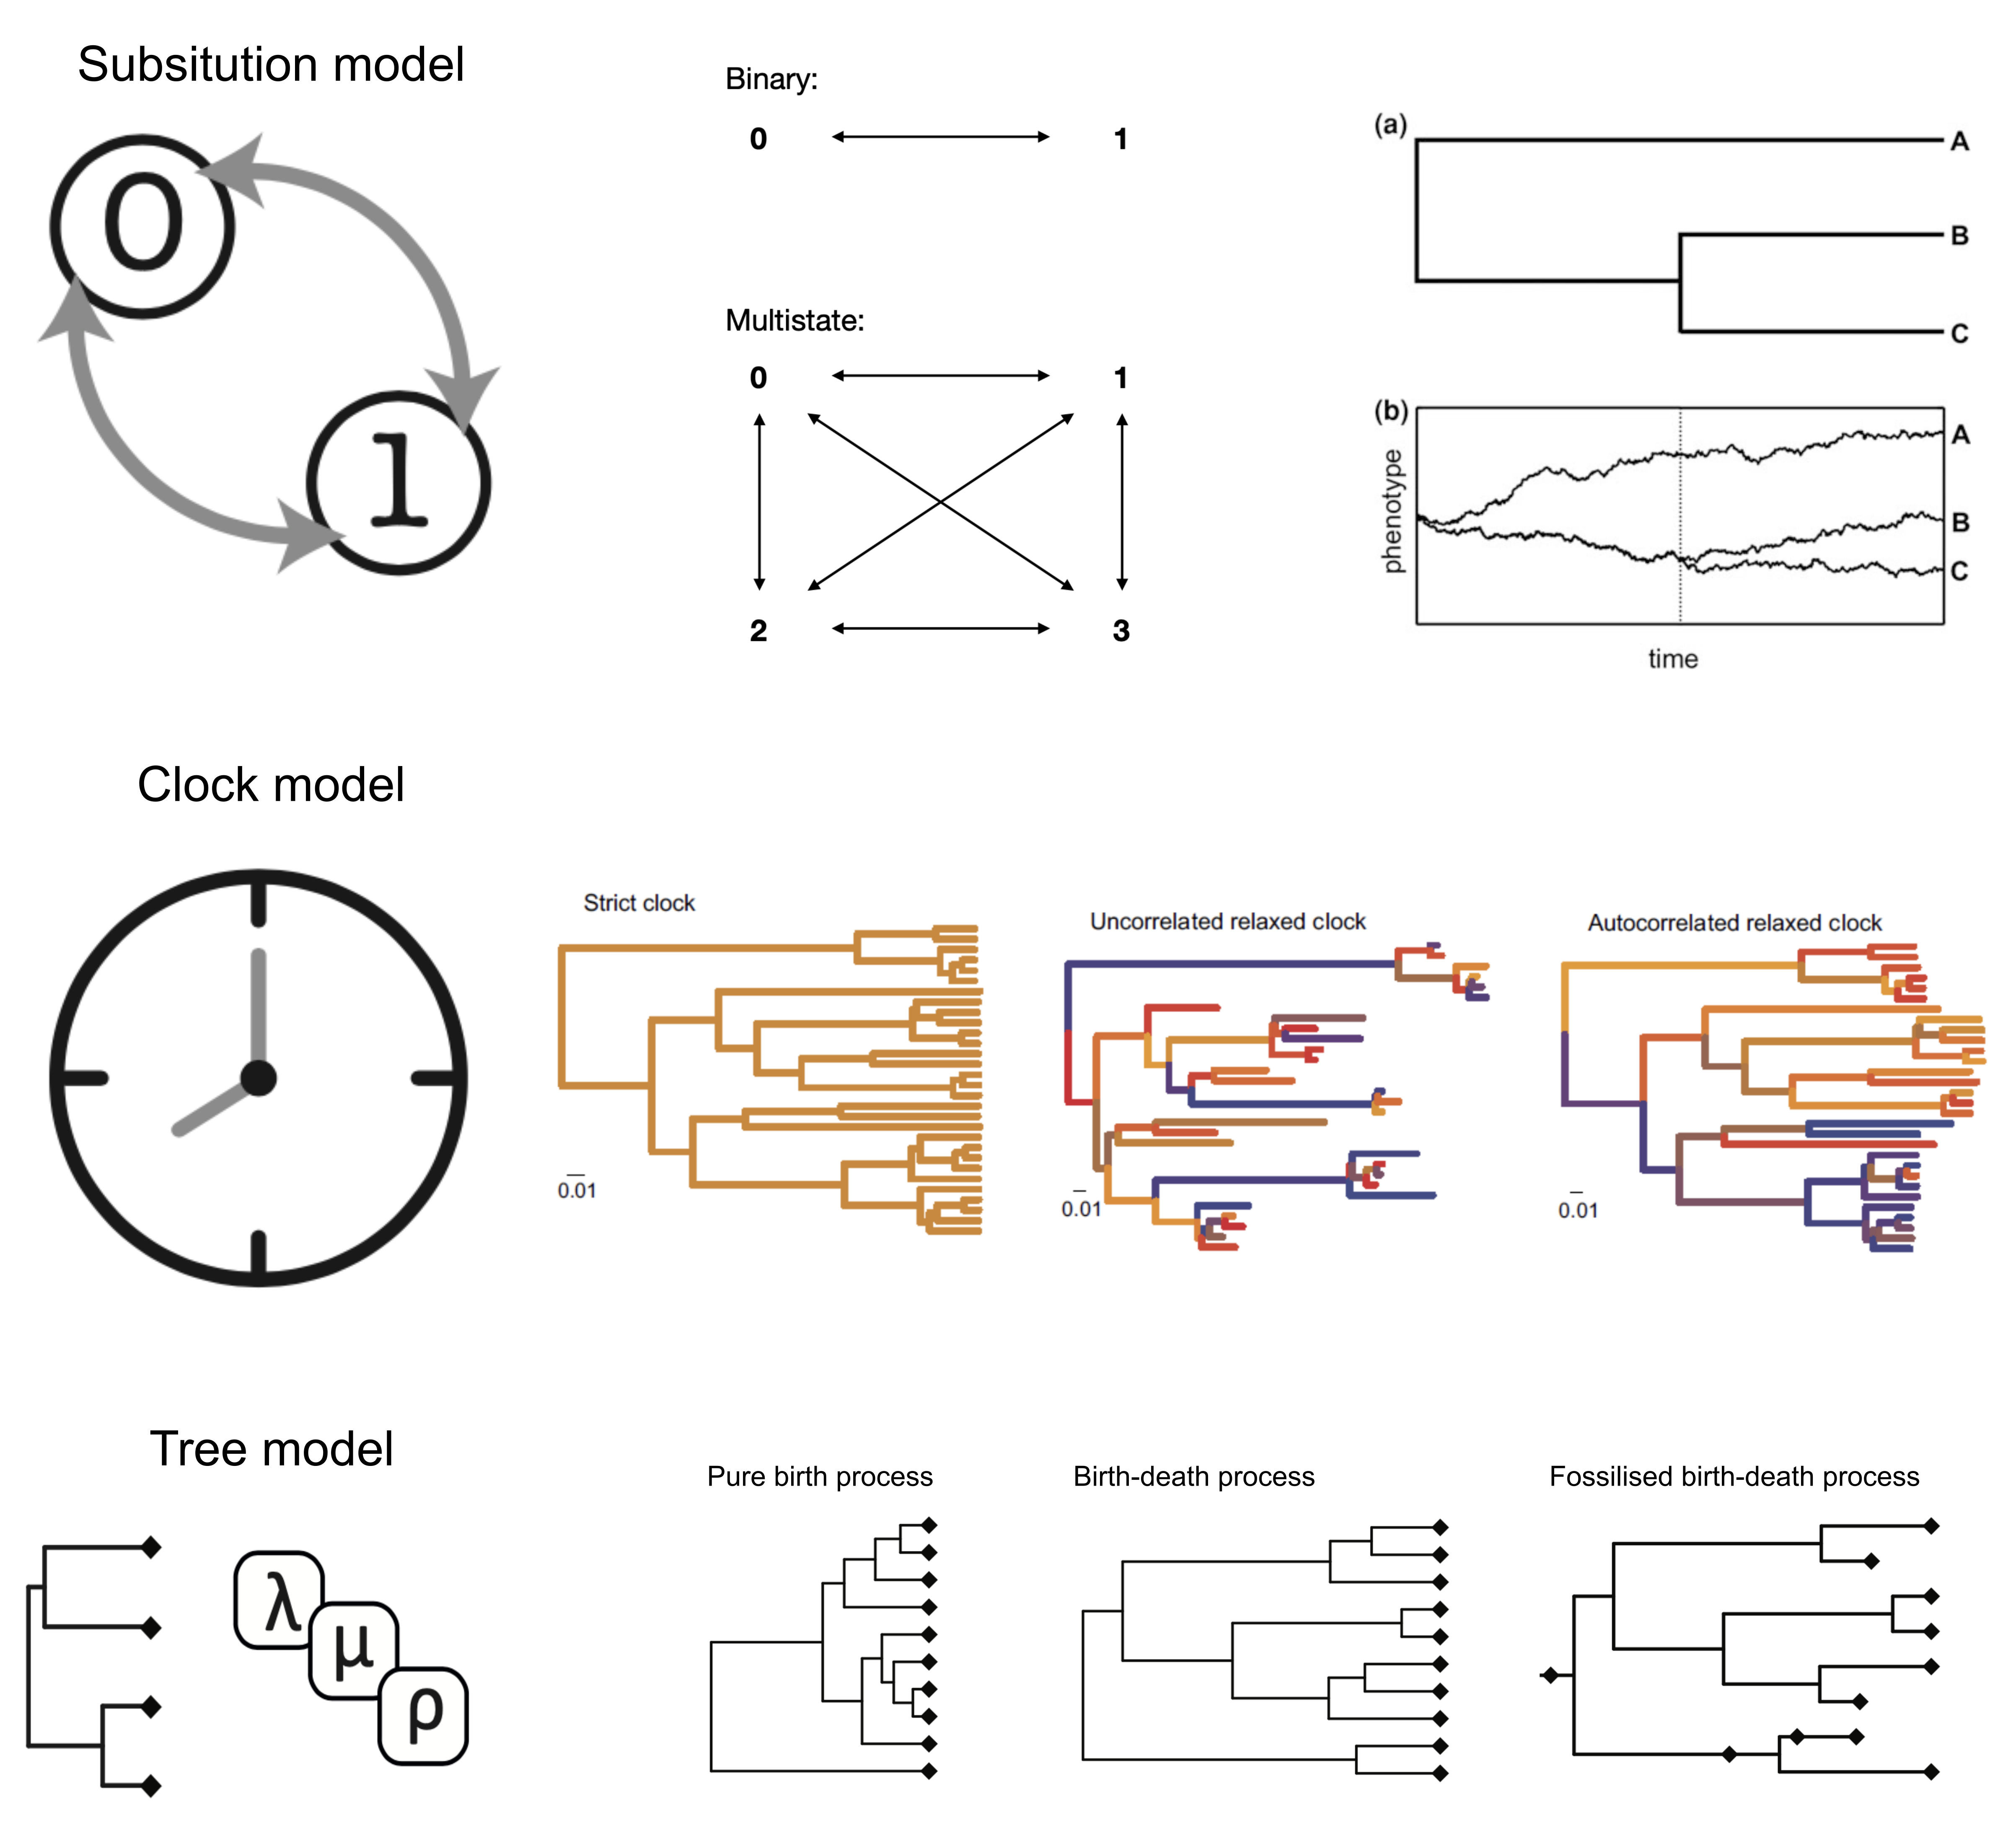 Subsitution model
0
1
Binary:
0 1
Multistate:
0 1
2 3
(a)
A
B
C
(b)
phenotype
A
B
C
time
Clock model
Strict clock
0.01
Uncorrelated relaxed clock
0.01
Autocorrelated relaxed clock
0.01
Tree model
λ
μ
ρ
Pure birth process
Birth-death process
Fossilised birth-death process